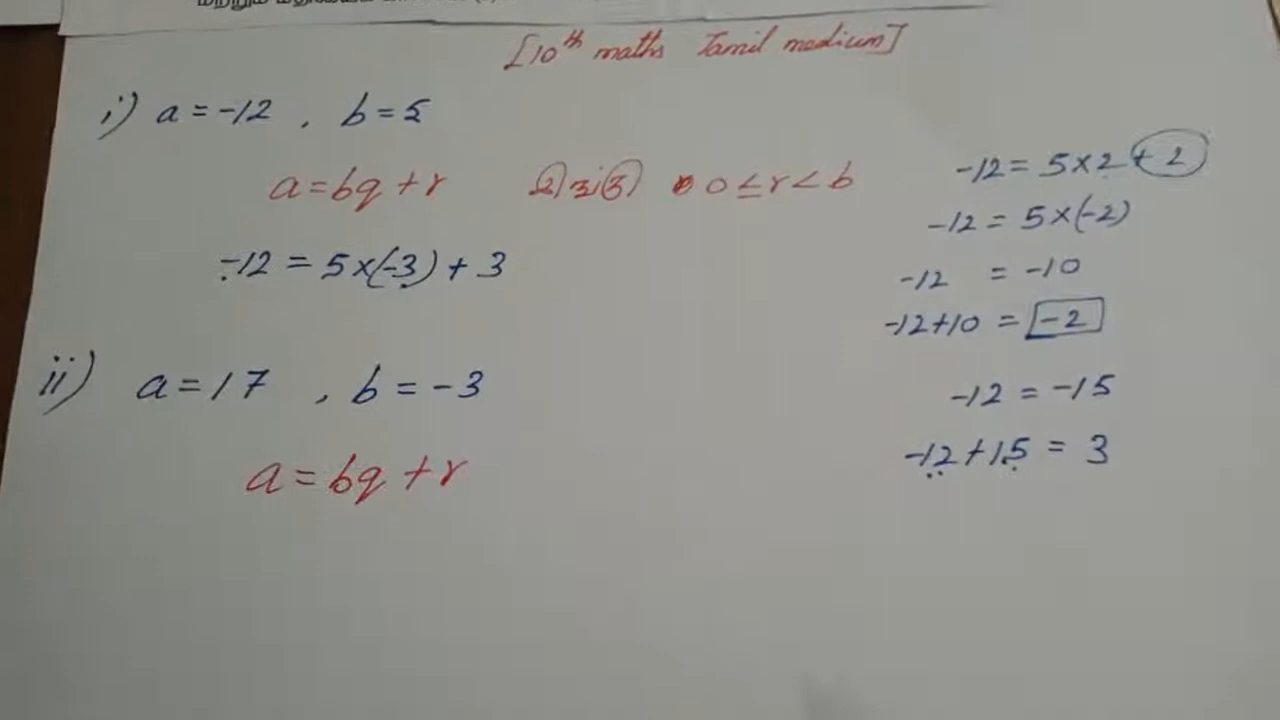 [10th maths Tamil medium]
i) a = -12 , b = 5
a = bq + r 0 ≤ r < b
-12 = 5 × (-3) + 3
ii) a = 17 , b = -3
a = bq + r
-12 = 5 × 2 + 2
-12 = 5 × (-2)
-12 = -10
-12 + 10 = -2
-12 = -15
-12 + 15 = 3